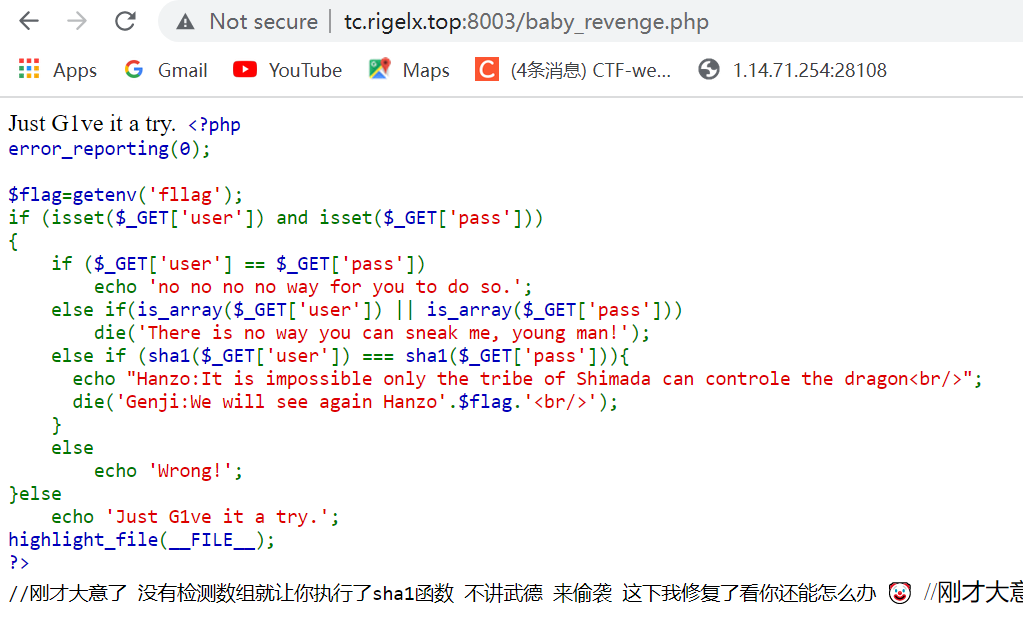 Not secure | tc.rigelx.top:8003/baby_revenge.php
Apps Gmail YouTube Maps C (4条消息) CTF-we... 1.14.71.254:28108
Just G1ve it a try. <?php
error_reporting(0);
$flag=getenv('fllag');
if (isset($_GET['user']) and isset($_GET['pass']))
{
    if ($_GET['user'] == $_GET['pass'])
        echo 'no no no no way for you to do so.';
    else if(is_array($_GET['user']) || is_array($_GET['pass']))
        die('There is no way you can sneak me, young man!');
    else if (sha1($_GET['user']) === sha1($_GET['pass'])){
      echo "Hanzo:It is impossible only the tribe of Shimada can controle the dragon<br/>";
      die('Genji:We will see again Hanzo'.$flag.'<br/>');
    }
    else
        echo 'Wrong!';
}else
    echo 'Just G1ve it a try.';
highlight_file(__FILE__);
?>
//刚才大意了 没有检测数组就让你执行了sha1函数 不讲武德 来偷袭 这下我修复了看你还能怎么办 🤡 //刚才大意